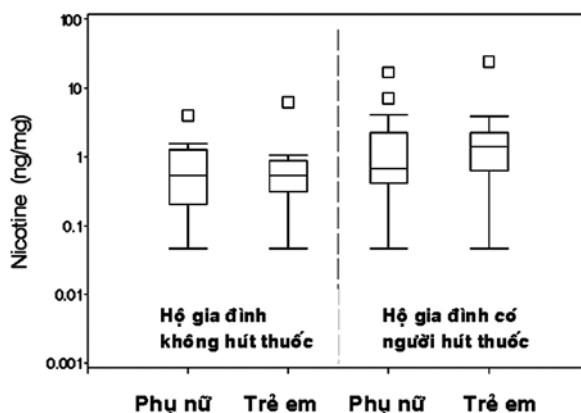 Nicotine (ng/mg)
100
10
1
0.1
0.01
0.001
Hộ gia đình
không hút thuốc
Hộ gia đình có
người hút thuốc
Phụ nữ Trẻ em Phụ nữ Trẻ em